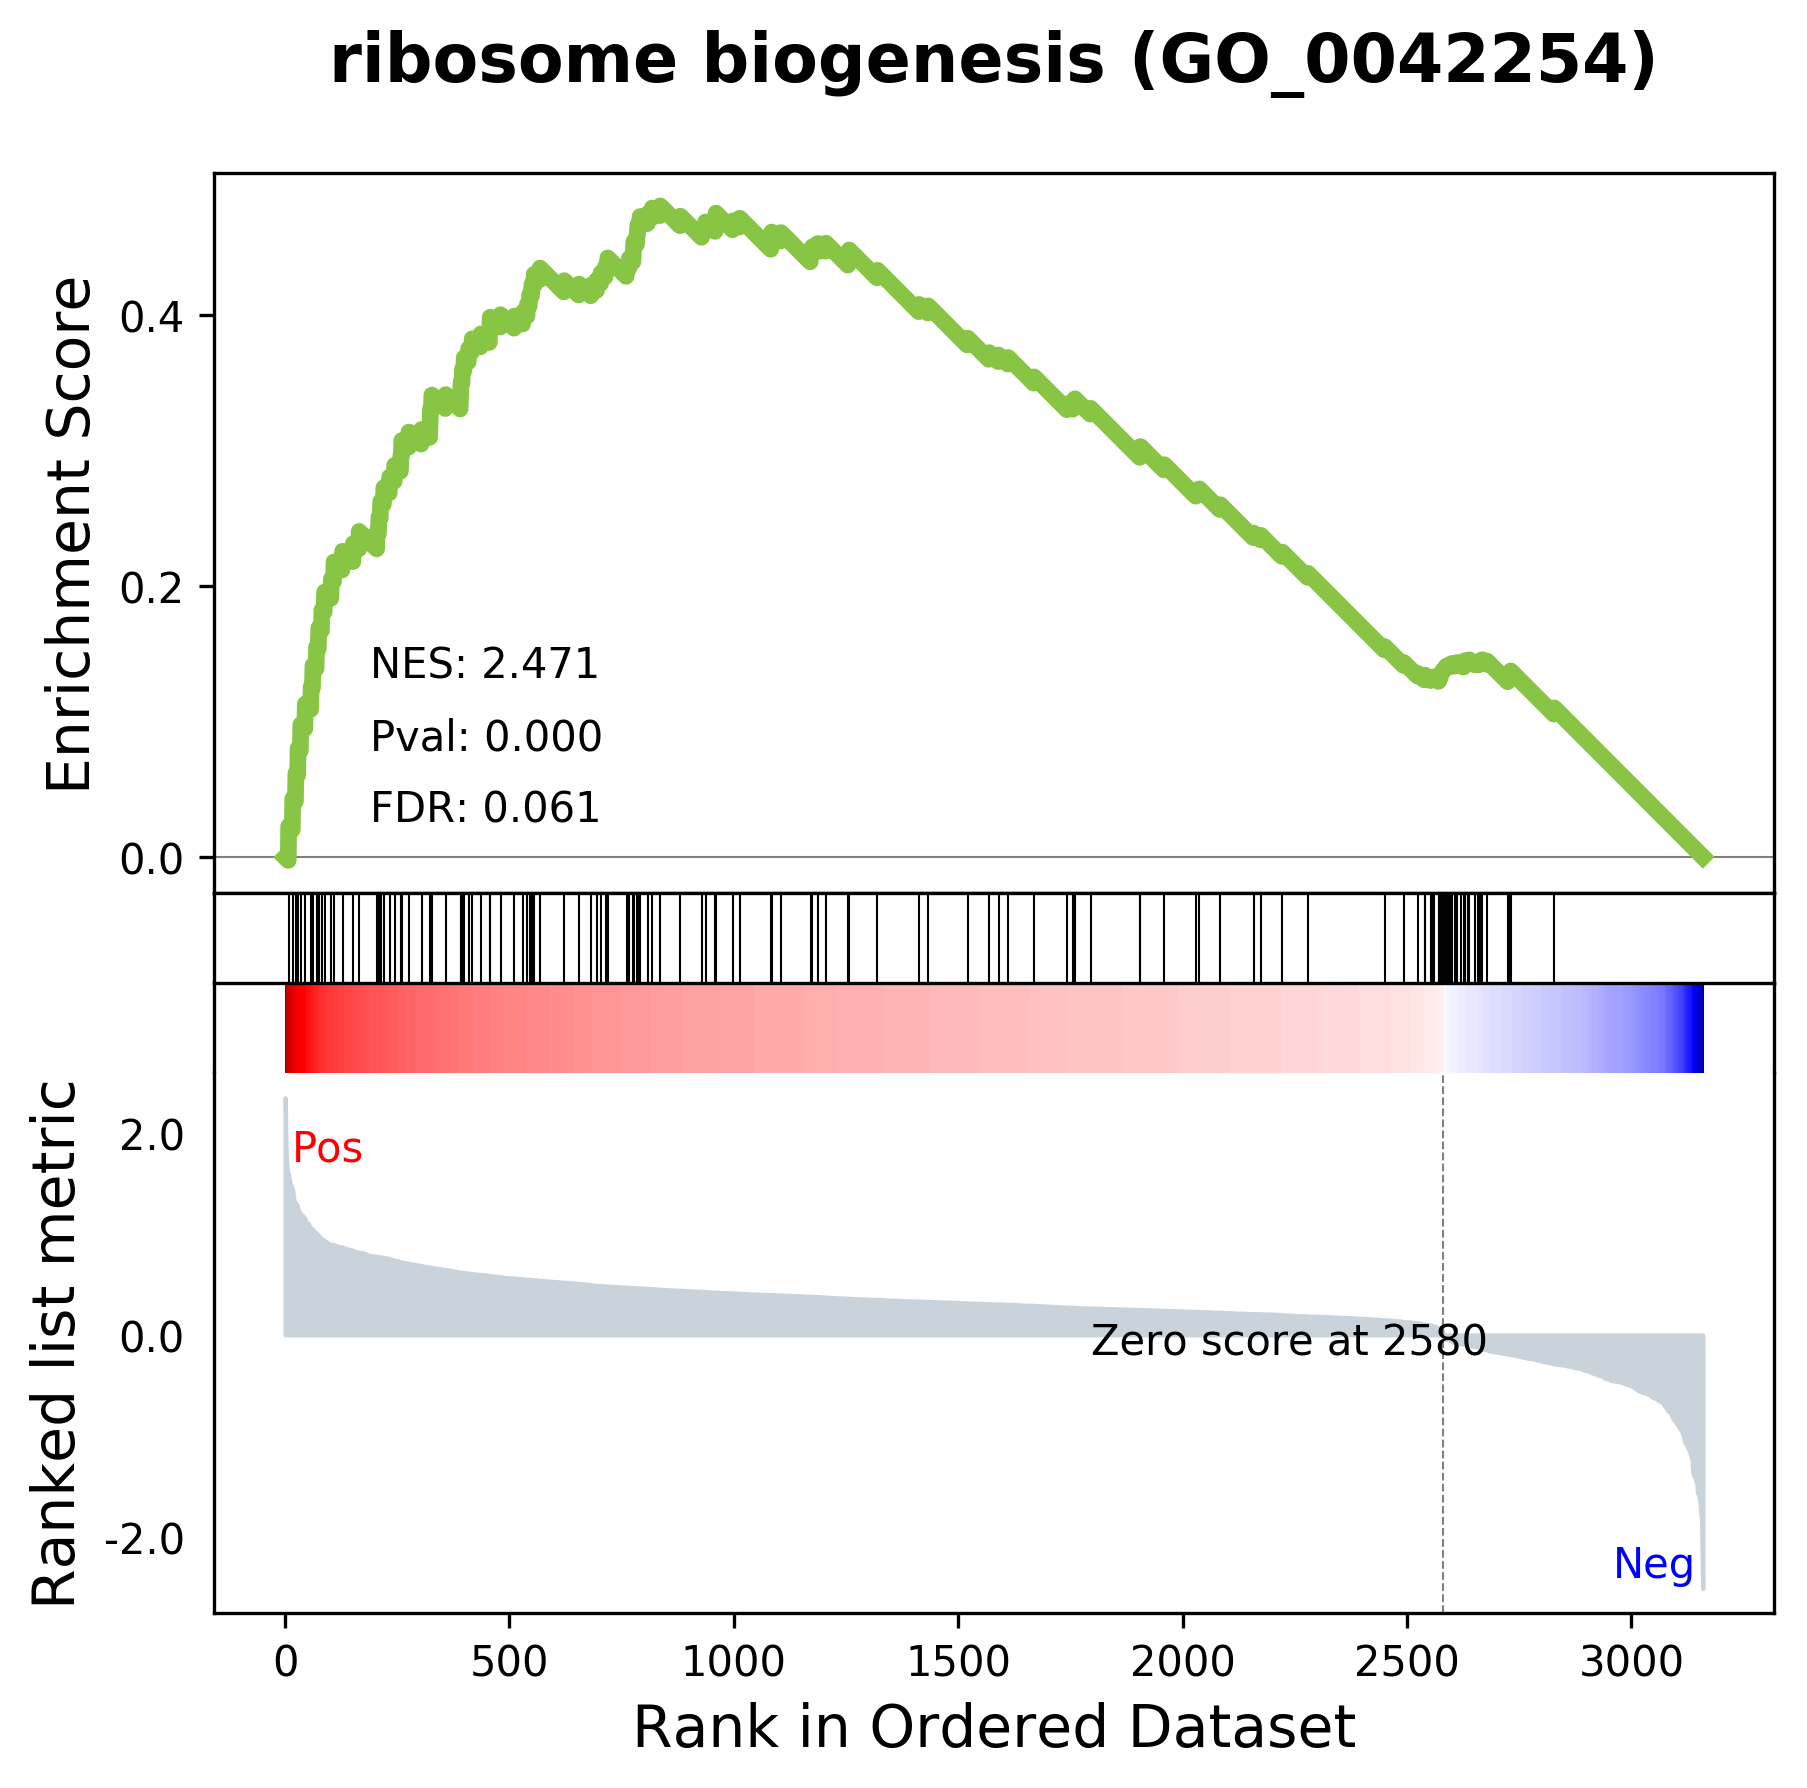 ribosome biogenesis (GO_0042254)
Enrichment Score
0.4
0.2
0.0
NES: 2.471
Pval: 0.000
FDR: 0.061
Ranked list metric
2.0
0.0
-2.0
Pos
Zero score at 2580
Neg
0 500 1000 1500 2000 2500 3000
Rank in Ordered Dataset